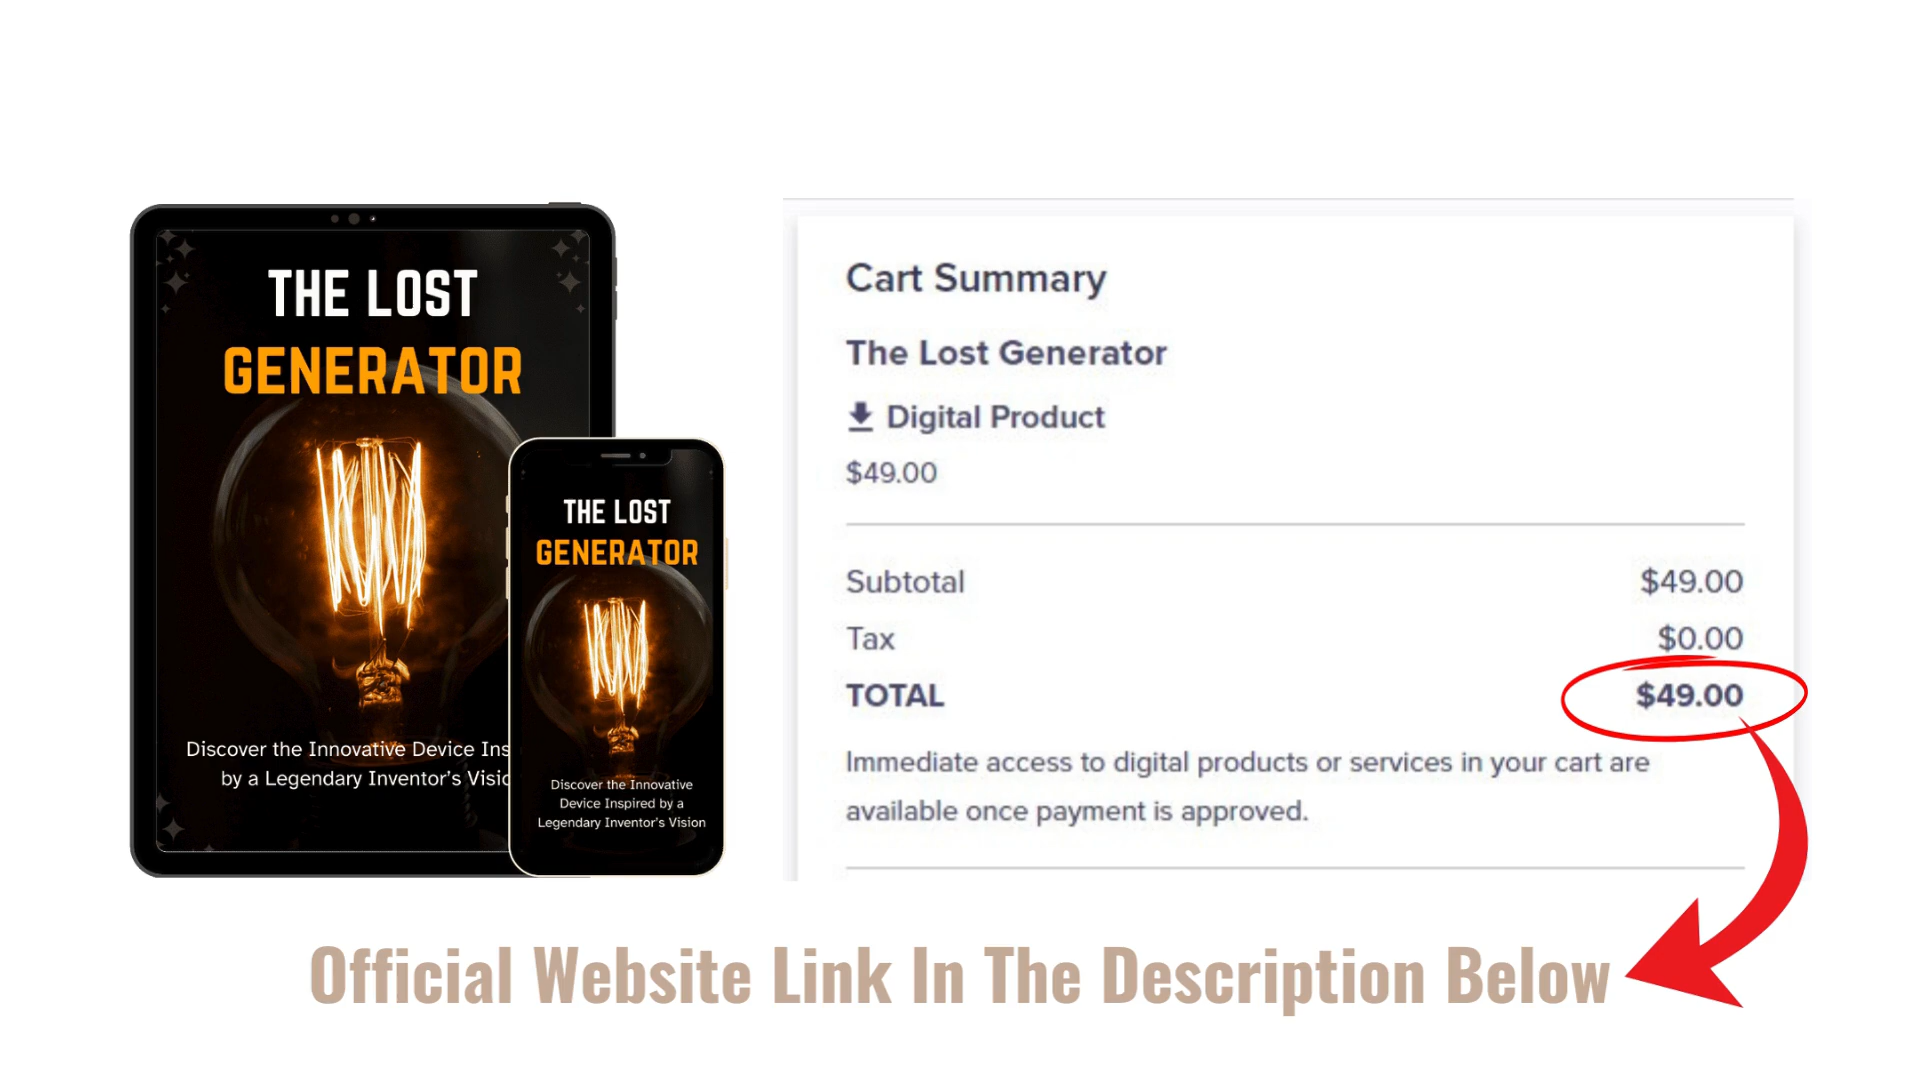 THE LOST
GENERATOR
Discover the Innovative Device Ins
by a Legendary Inventor's Visio
THE LOST
GENERATOR
Discover the Innovative
Device Inspired by a
Legendary Inventor's Vision
Cart Summary
The Lost Generator
Digital Product
$49.00
Subtotal $49.00
Tax $0.00
TOTAL $49.00
Immediate access to digital products or services in your cart are
available once payment is approved.
Official Website Link In The Description Below